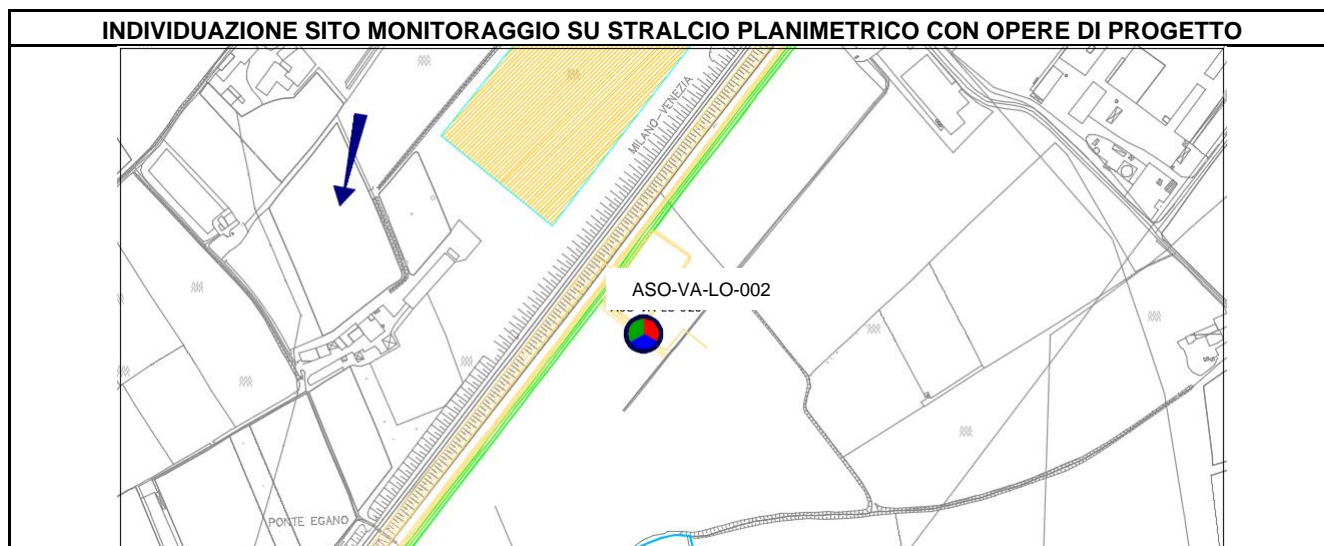 INDIVIDUAZIONE SITO MONITORAGGIO SU STRALCIO PLANIMETRICO CON OPERE DI PROGETTO
MILANO-VENEZIA
ASO-VA-LO-002
PONTE EGANO